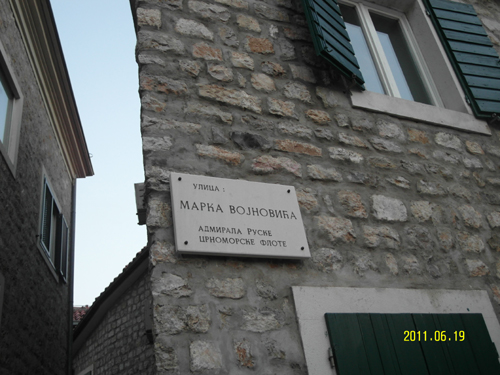 УЛИЦА
МАРКА ВОЈНОВИЋА
АДМИРАЛА РУСКЕ
ЦРНОМОРСКЕ ФЛОТЕ
2011.06.19